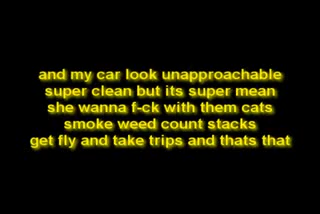 and my car look unapproachable
super clean but its super mean
she wanna f-ck with them cats
smoke weed count stacks
get fly and take trips and thats that